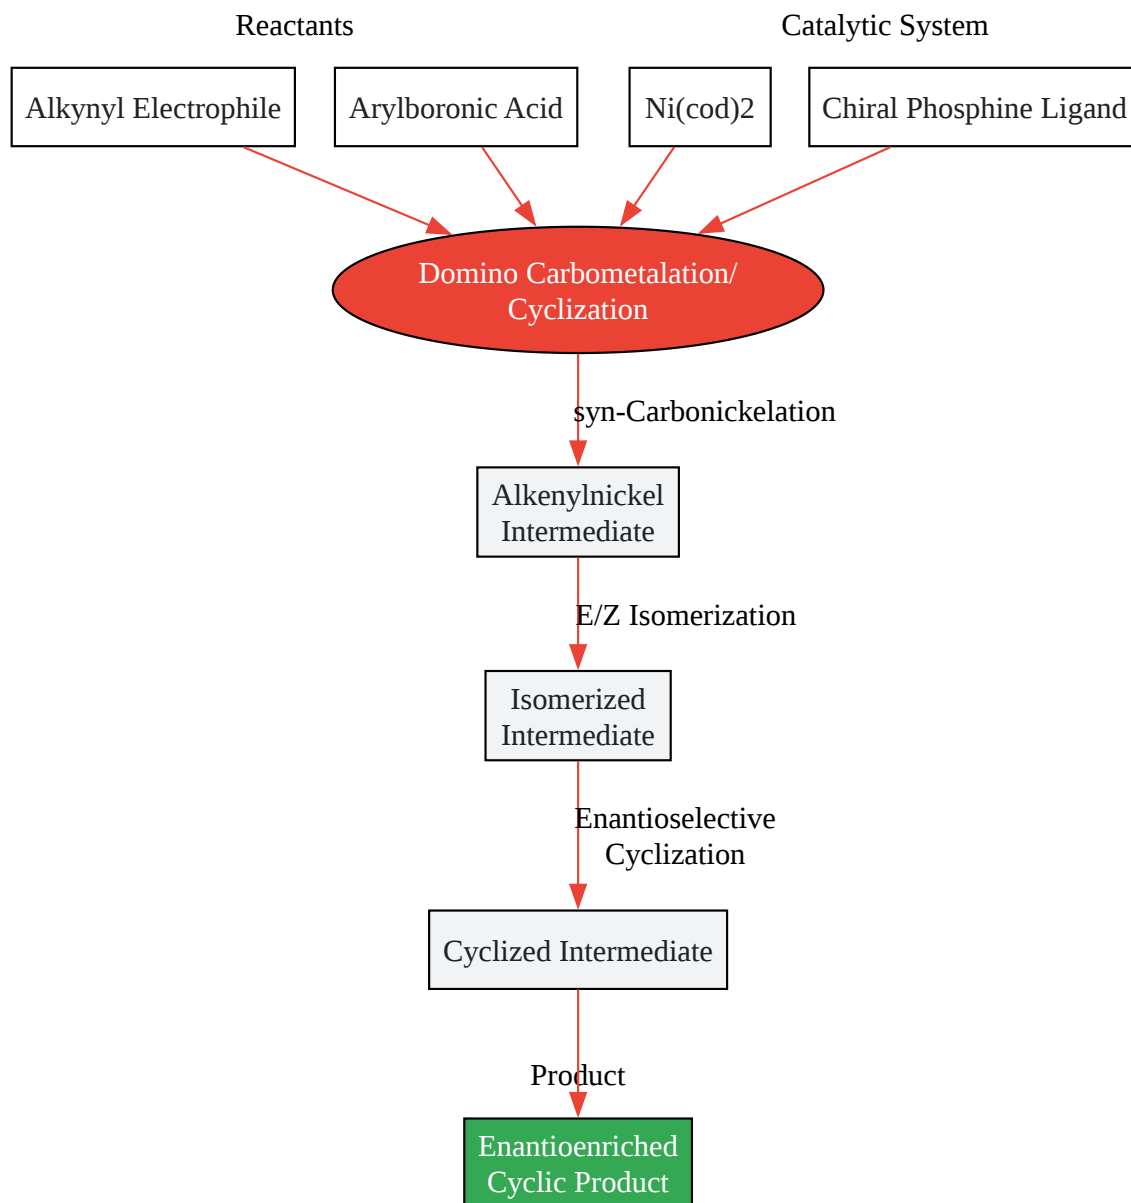 Reactants
Catalytic System
Alkynyl Electrophile
Arylboronic Acid
Ni(cod)2
Chiral Phosphine Ligand
Domino Carbometalation/
Cyclization
syn-Carbonickelation
Alkenylnickel
Intermediate
E/Z Isomerization
Isomerized
Intermediate
Enantioselective
Cyclization
Cyclized Intermediate
Product
Enantioenriched
Cyclic Product